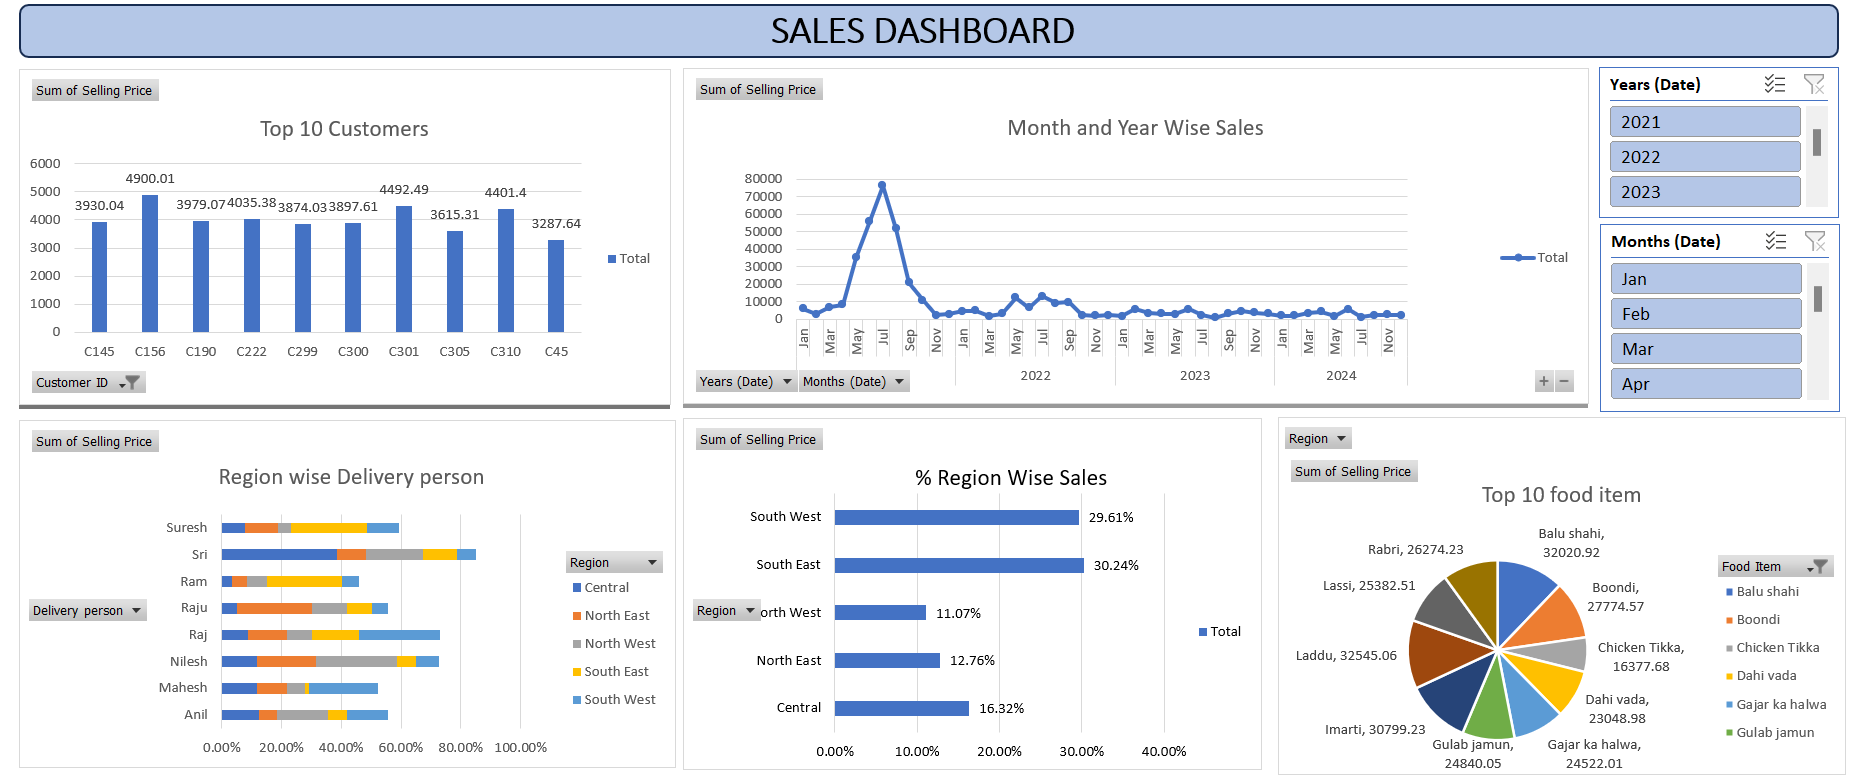 SALES DASHBOARD
Sum of Selling Price
Top 10 Customers
6000
5000
4000
3000
2000
1000
0
3930.04
4900.01
3979.07
4035.38
3874.03
3897.61
4492.49
3615.31
4401.4
3287.64
C145
C156
C190
C222
C299
C300
C301
C305
C310
C45
Total
Customer ID
Sum of Selling Price
Month and Year Wise Sales
80000
70000
60000
50000
40000
30000
20000
10000
0
Jan
Mar
May
Jul
Sep
Nov
Jan
Mar
May
Jul
Sep
Nov
Jan
Mar
May
Jul
Sep
Nov
Jan
Mar
May
Jul
Nov
2022
2023
2024
Total
Years (Date)
Months (Date)
Years (Date)
2021
2022
2023
Months (Date)
Jan
Feb
Mar
Apr
Sum of Selling Price
Region wise Delivery person
Suresh
Sri
Ram
Raju
Raj
Nilesh
Mahesh
Anil
0.00%
20.00%
40.00%
60.00%
80.00%
100.00%
Delivery person
Region
Central
North East
North West
South East
South West
Sum of Selling Price
% Region Wise Sales
South West
29.61%
South East
30.24%
Region
orth West
11.07%
North East
12.76%
Central
16.32%
0.00%
10.00%
20.00%
30.00%
40.00%
Total
Region
Sum of Selling Price
Top 10 food item
Balu shahi,
32020.92
Boondi,
27774.57
Chicken Tikka,
16377.68
Dahi vada,
23048.98
Gajar ka halwa,
24522.01
Gulab jamun,
24840.05
Imarti, 30799.23
Laddu, 32545.06
Lassi, 25382.51
Rabri, 26274.23
Food Item
Balu shahi
Boondi
Chicken Tikka
Dahi vada
Gajar ka halwa
Gulab jamun